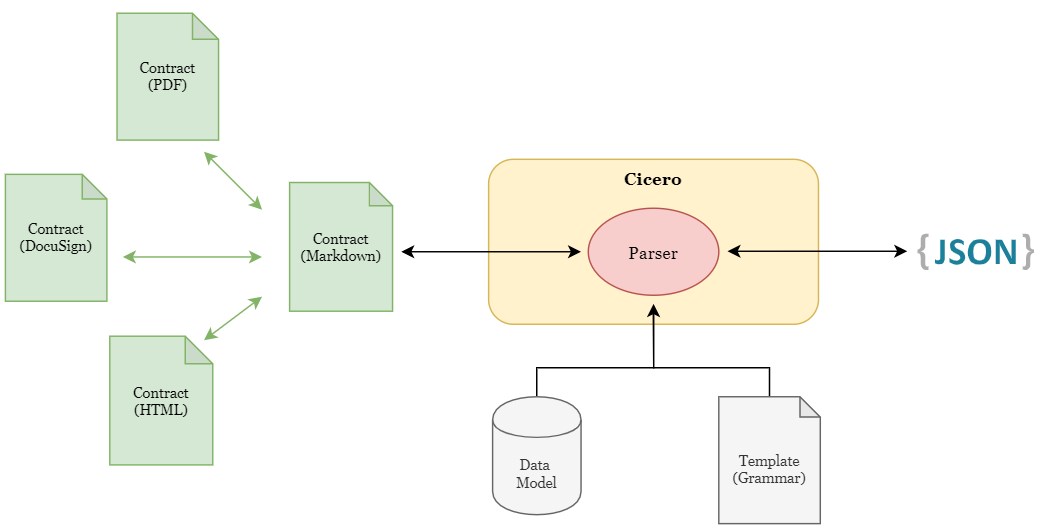 Contract
(PDF)
Contract
(DocuSign)
Contract
(HTML)
Contract
(Markdown)
Cicero
Parser
{JSON}
Data
Model
Template
(Grammar)